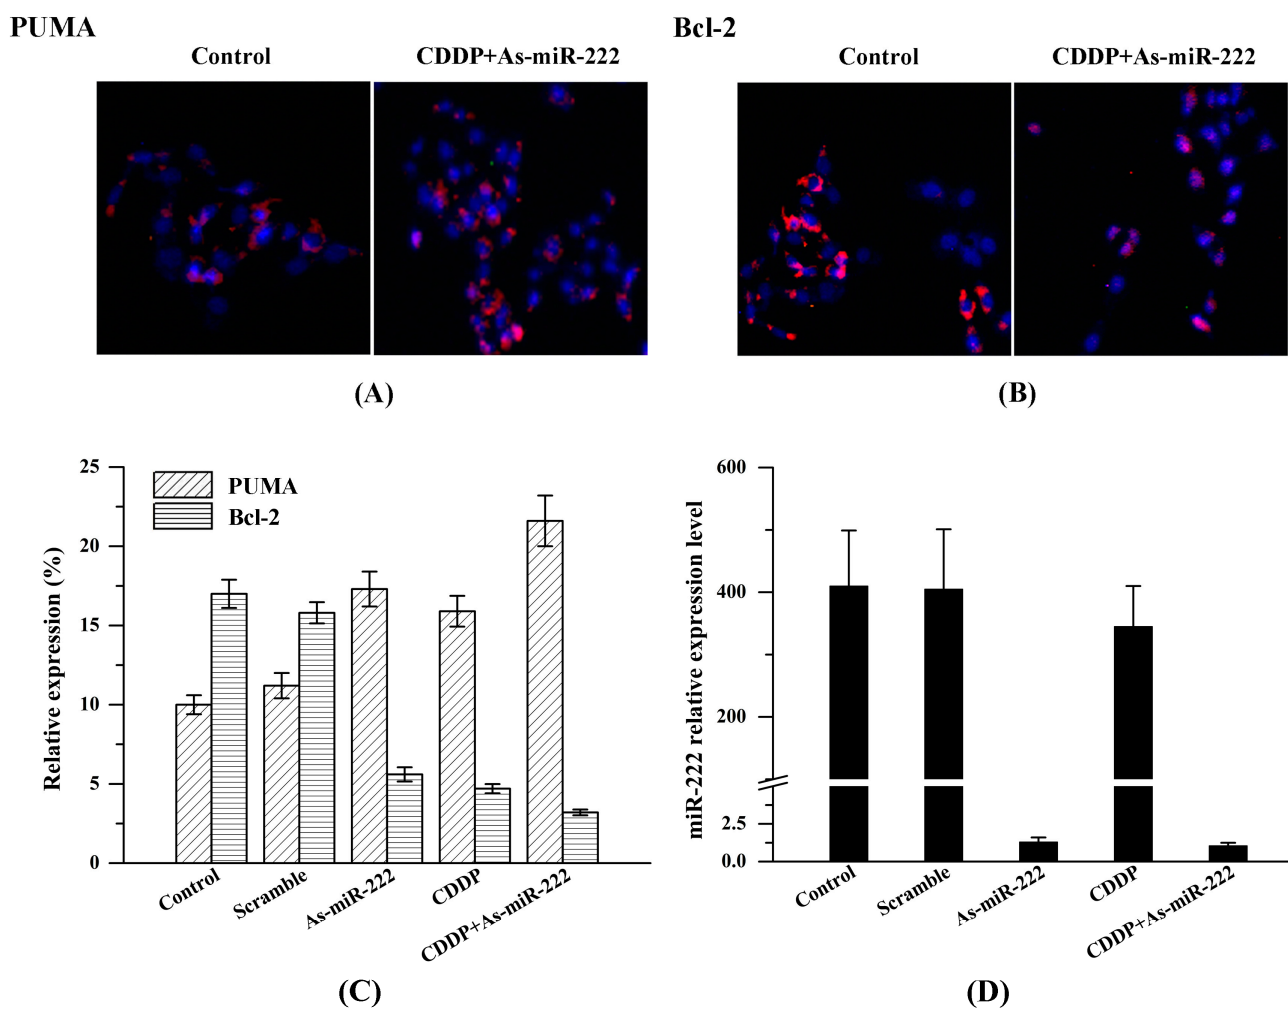 PUMA
Control
CDDP+As-miR-222
(A)
Bcl-2
Control
CDDP+As-miR-222
(B)
25
20
15
10
5
0
Relative expression (%)
PUMA
Bcl-2
Control
Scramble
As-miR-222
CDDP
CDDP+As-miR-222
(C)
600
400
200
2.5
0.0
miR-222 relative expression level
Control
Scramble
As-miR-222
CDDP
CDDP+As-miR-222
(D)